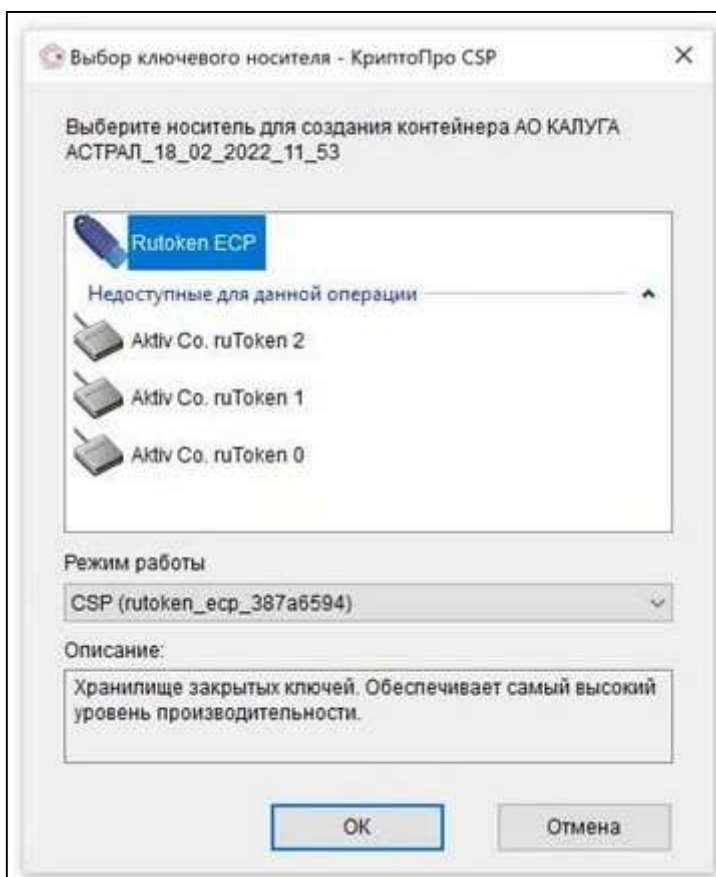 Выбор ключевого носителя - КриптоПро CSP
Выберите носитель для создания контейнера АО КАЛУГА
АСТРАЛ_18_02_2022_11_53
Rutoken ECP
Недоступные для данной операции
Aktiv Co. ruToken 2
Aktiv Co. ruToken 1
Aktiv Co. ruToken 0
Режим работы
CSP (rutoken_ecp_387a6594)
Описание:
Хранилище закрытых ключей. Обеспечивает самый высокий
уровень производительности.
ОК
Отмена